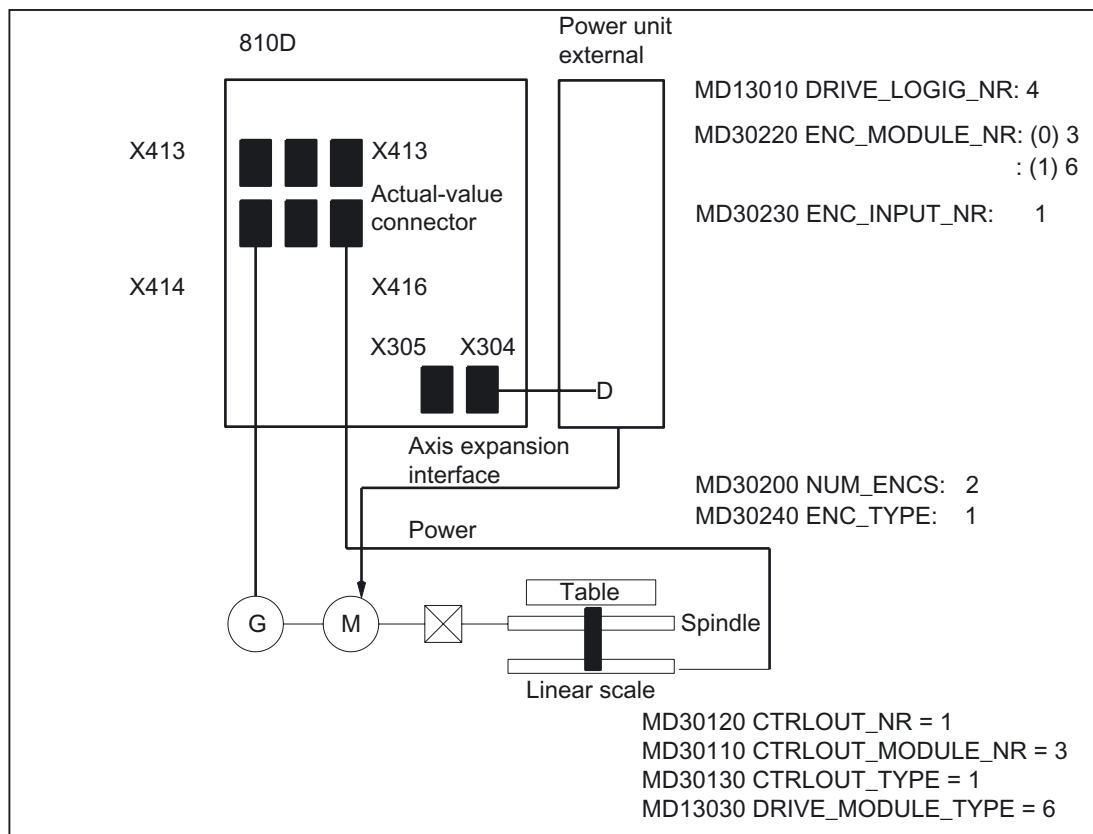 810D
Power unit
external
MD13010 DRIVE_LOGIG_NR: 4
X413
X413
MD30220 ENC_MODULE_NR: (0) 3
: (1) 6
Actual-value
connector
MD30230 ENC_INPUT_NR: 1
X414
X416
X305
X304
D
Axis expansion
interface
MD30200 NUM_ENCS: 2
MD30240 ENC_TYPE: 1
Power
Table
G
M
Spindle
Linear scale
MD30120 CTRLOUT_NR = 1
MD30110 CTRLOUT_MODULE_NR = 3
MD30130 CTRLOUT_TYPE = 1
MD13030 DRIVE_MODULE_TYPE = 6